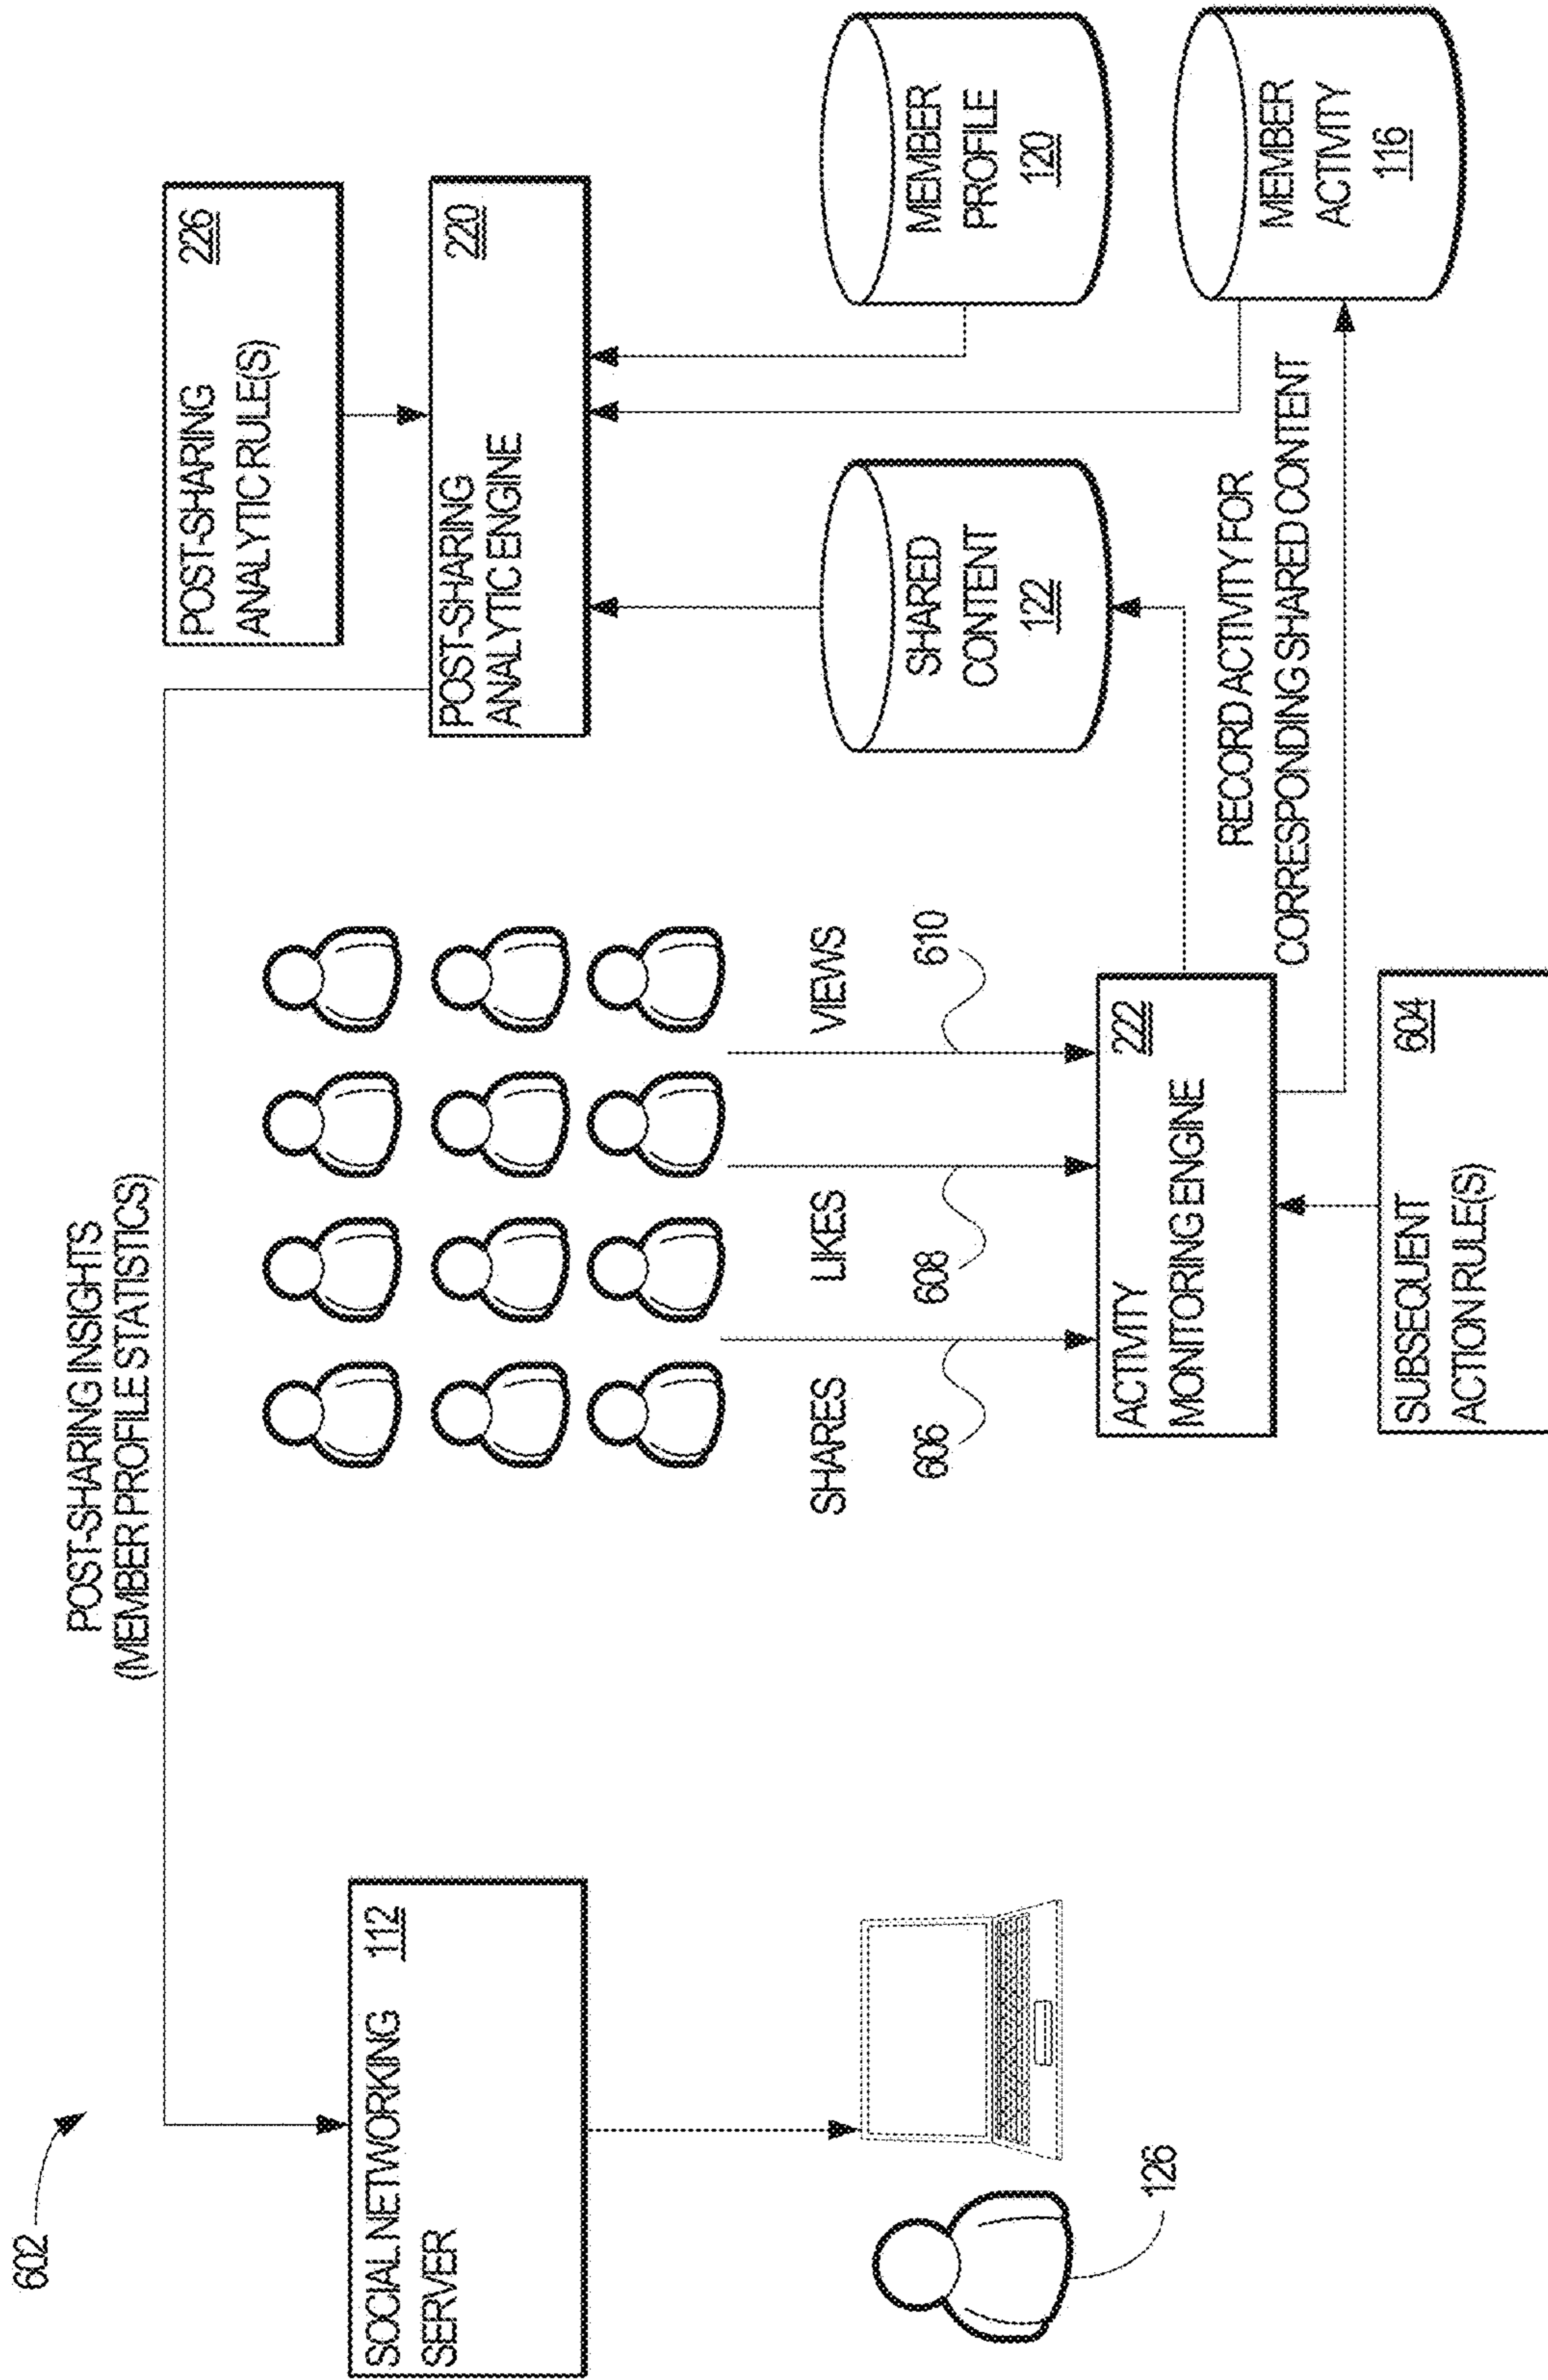 602
POST-SHARING INSIGHTS
(MEMBER PROFILE STATISTICS)
SOCIAL NETWORKING
SERVER
112
126
SHARES
LIKES
VIEWS
606
608
610
ACTIVITY
MONITORING ENGINE
222
SUBSEQUENT
ACTION RULE(S)
604
POST-SHARING
ANALYTIC RULE(S)
226
POST-SHARING
ANALYTIC ENGINE
220
SHARED
CONTENT
122
MEMBER
PROFILE
120
RECORD ACTIVITY FOR
CORRESPONDING SHARED CONTENT
MEMBER
ACTIVITY
116